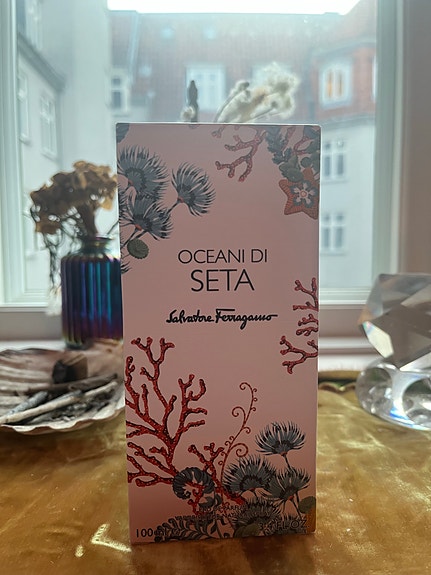 OCEANI DI
SETA
Salvatore Ferragamo
100